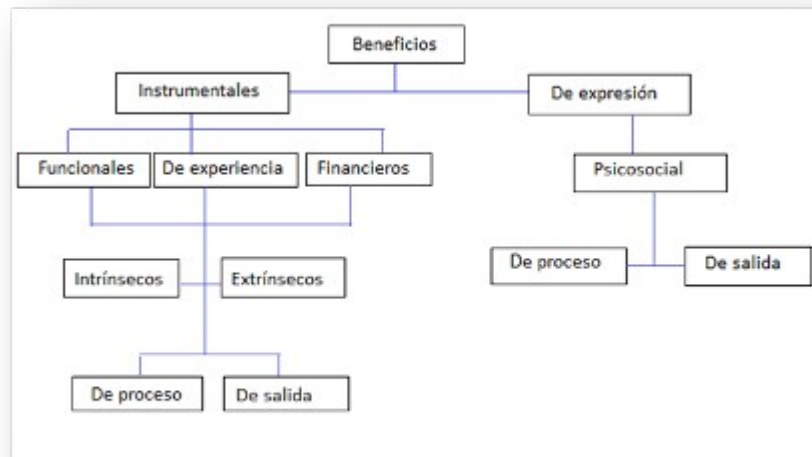 Beneficios
Instrumentales
De expresión
Funcionales
De experiencia
Financieros
Psicosocial
De proceso
De salida
Intrínsecos
Extrínsecos
De proceso
De salida